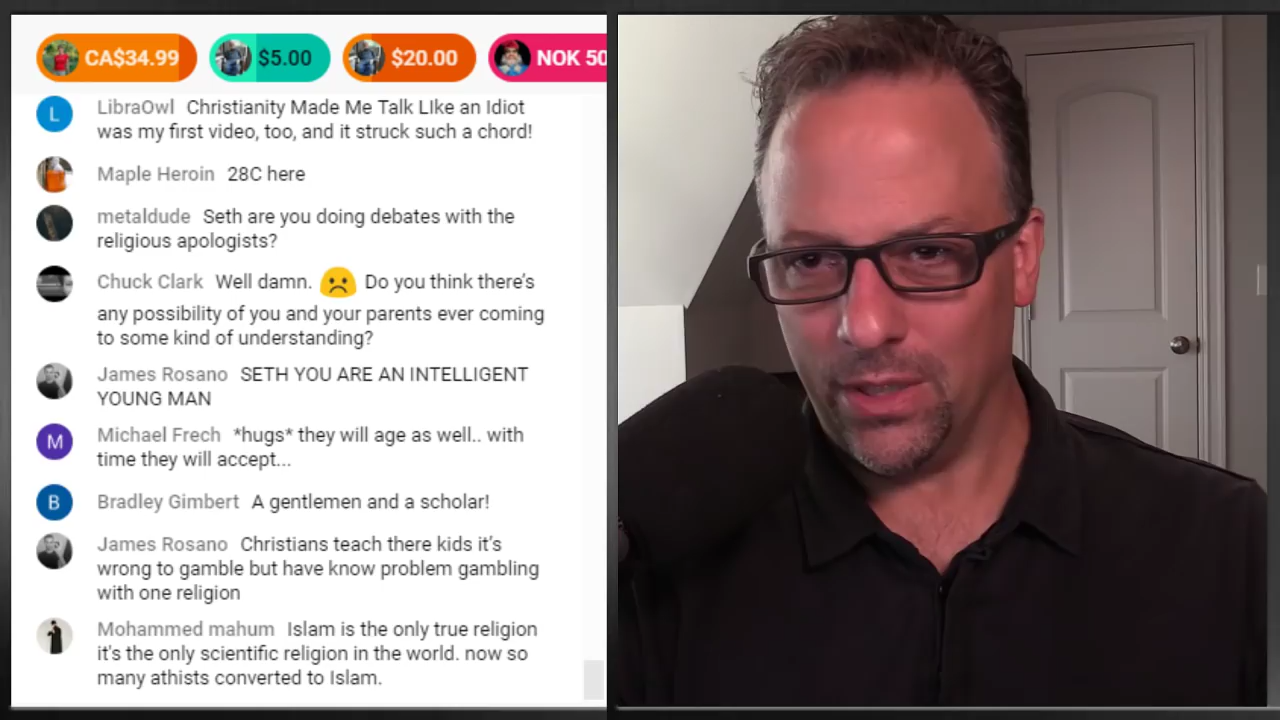 CA$34.99 $5.00 $20.00 NOK 50
L LibraOwl Christianity Made Me Talk LIke an Idiot
was my first video, too, and it struck such a chord!
Maple Heroin 28C here
metaldude Seth are you doing debates with the
religious apologists?
Chuck Clark Well damn. Do you think there's
any possibility of you and your parents ever coming
to some kind of understanding?
James Rosano SETH YOU ARE AN INTELLIGENT
YOUNG MAN
M Michael Frech *hugs* they will age as well.. with
time they will accept...
B Bradley Gimbert A gentlemen and a scholar!
James Rosano Christians teach there kids it's
wrong to gamble but have know problem gambling
with one religion
Mohammed mahum Islam is the only true religion
it's the only scientific religion in the world. now so
many athists converted to Islam.